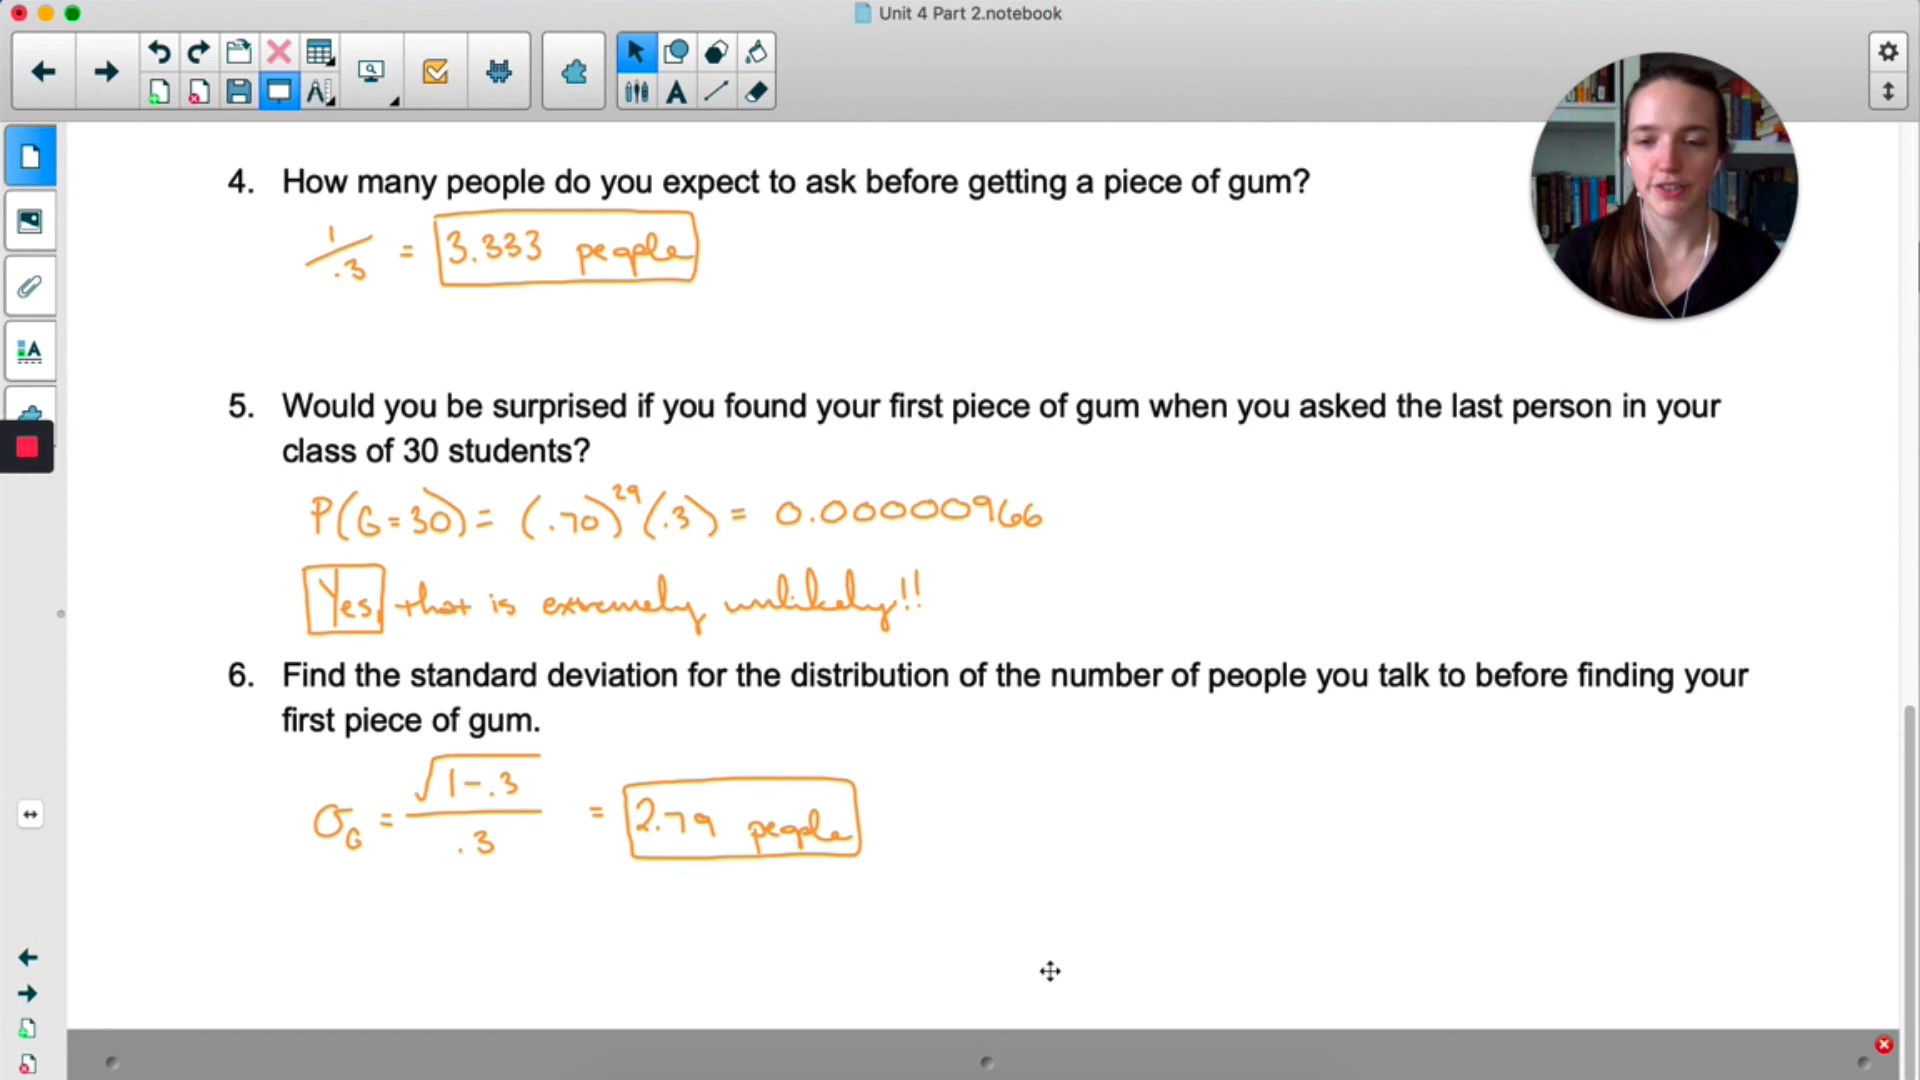 Unit 4 Part 2.notebook
4. How many people do you expect to ask before getting a piece of gum?
1/.3 = 3.333 people
5. Would you be surprised if you found your first piece of gum when you asked the last person in your
class of 30 students?
P(G=30) = (.70)^29 (.3) = 0.00000966
Yes, that is extremely unlikely!!
6. Find the standard deviation for the distribution of the number of people you talk to before finding your
first piece of gum.
σG = √1-.3 / .3 = 2.79 people